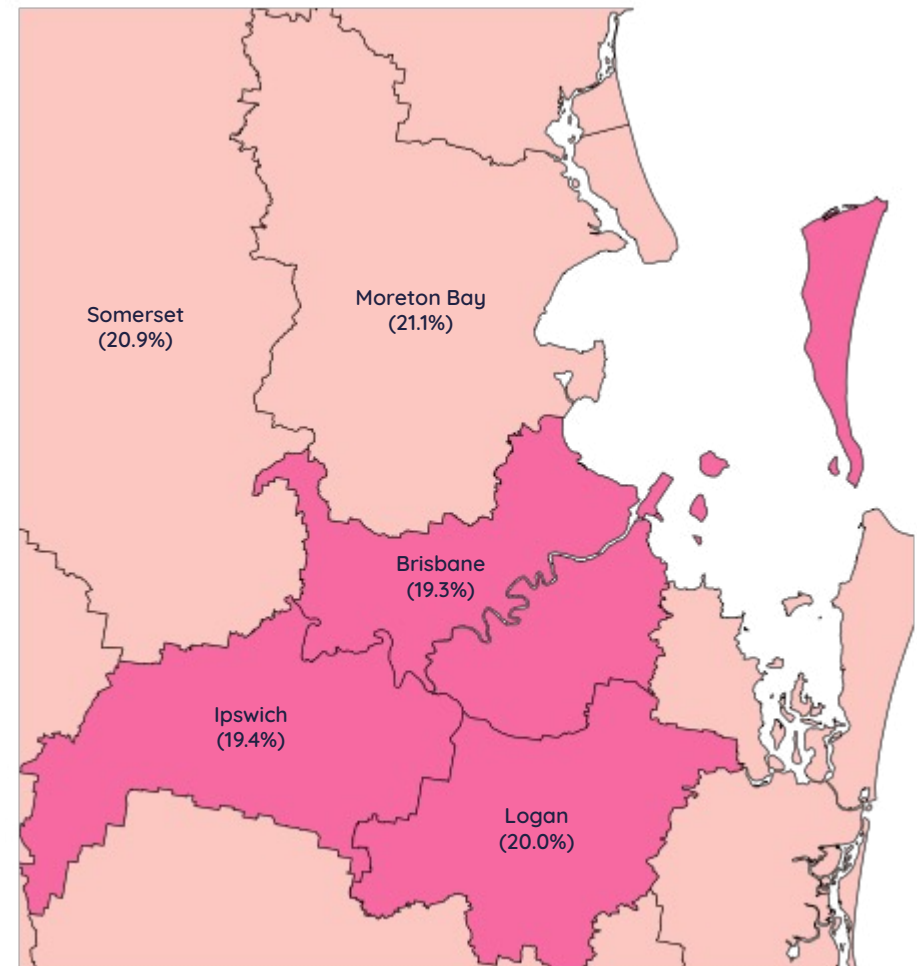 Moreton Bay
(21.1%)
Somerset
(20.9%)
Brisbane
(19.3%)
Ipswich
(19.4%)
Logan
(20.0%)